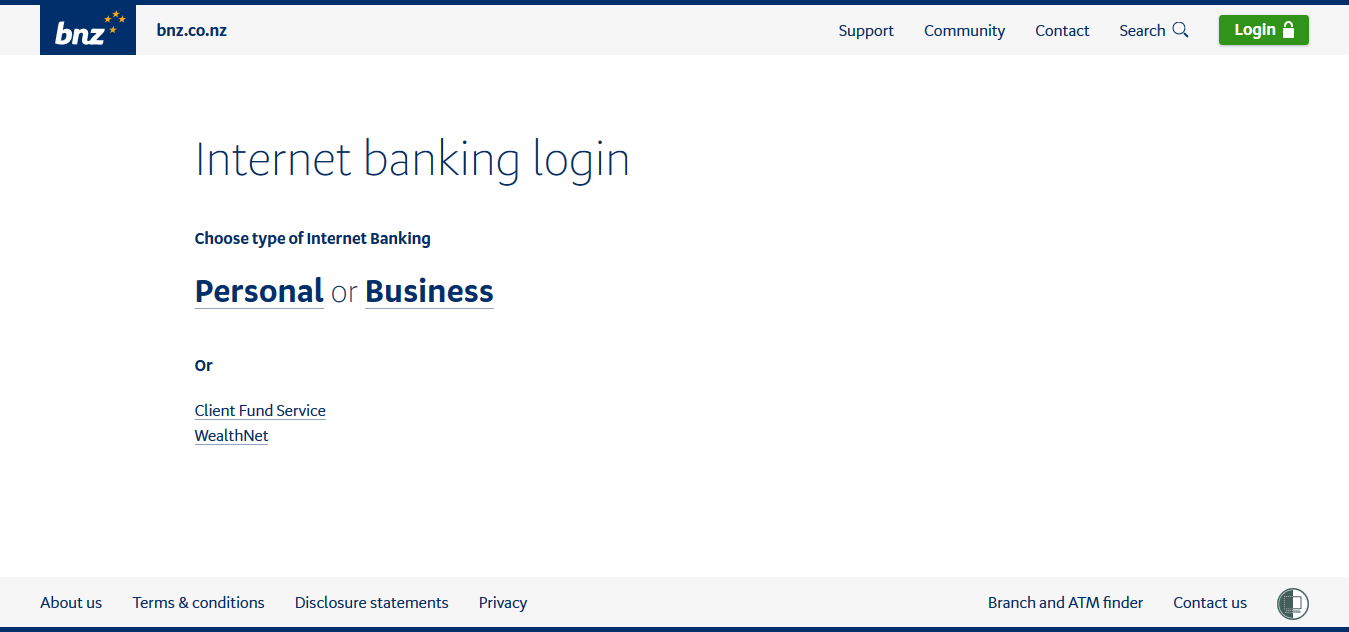 bnz
bnz.co.nz
Support
Community
Contact
Search
Login
Internet banking login
Choose type of Internet Banking
Personal or Business
Or
Client Fund Service
WealthNet
About us
Terms & conditions
Disclosure statements
Privacy
Branch and ATM finder
Contact us